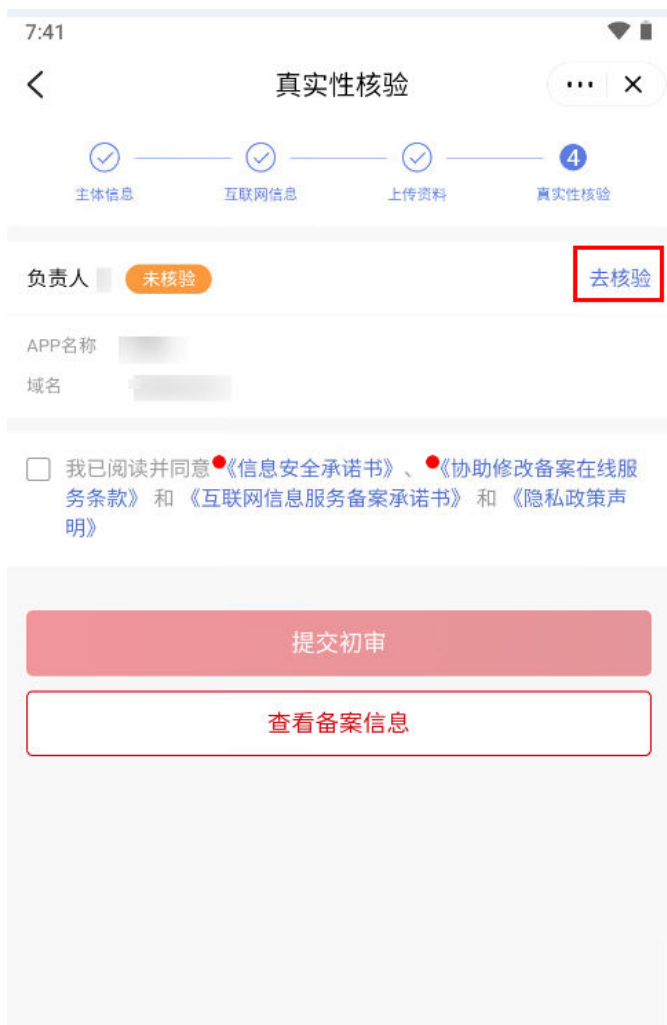 7:41
真实性核验
主体信息
互联网信息
上传资料
4
真实性核验
负责人
未核验
去核验
APP名称
域名
我已阅读并同意《信息安全承诺书》、《协助修改备案在线服
务条款》 和 《互联网信息服务备案承诺书》 和 《隐私政策声
明》
提交初审
查看备案信息